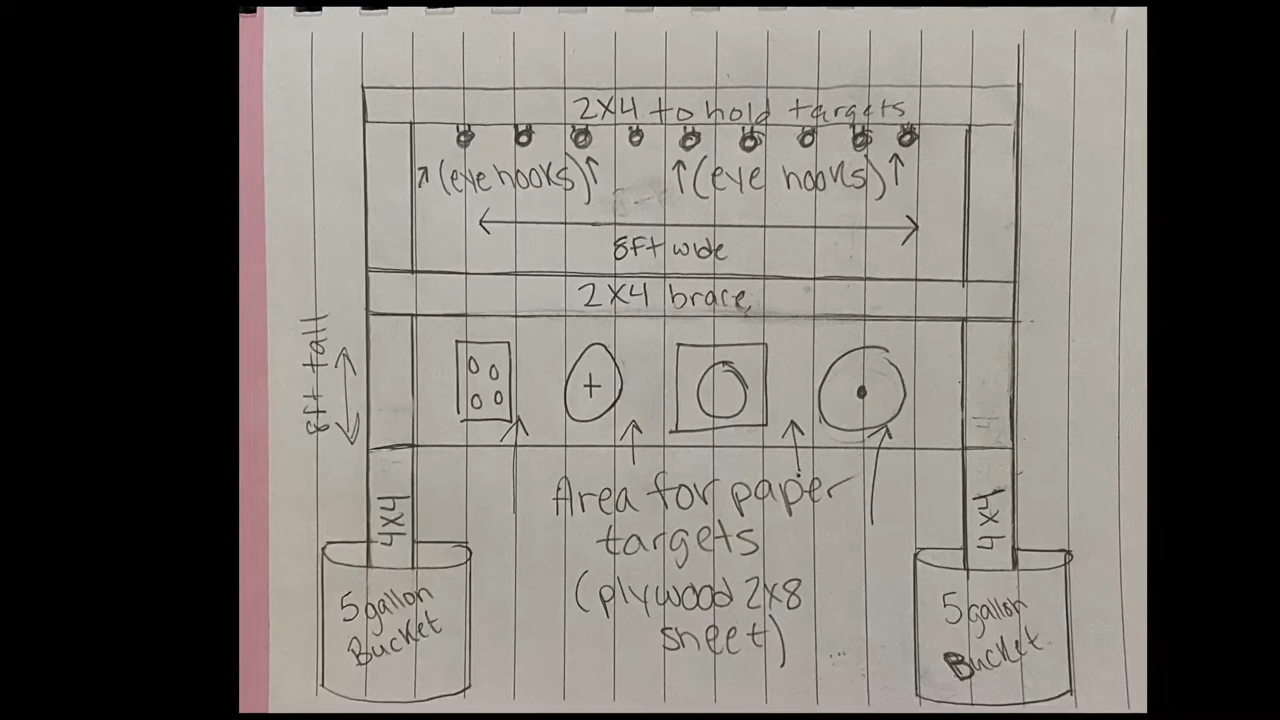 2X4 to hold targets
(eye hooks)
(eye hooks)
8ft wide
2X4 brace
8ft tall
4X4
4X4
Area for paper
targets
(plywood 2x8
sheet)
5 gallon
Bucket
5 gallon
Bucket